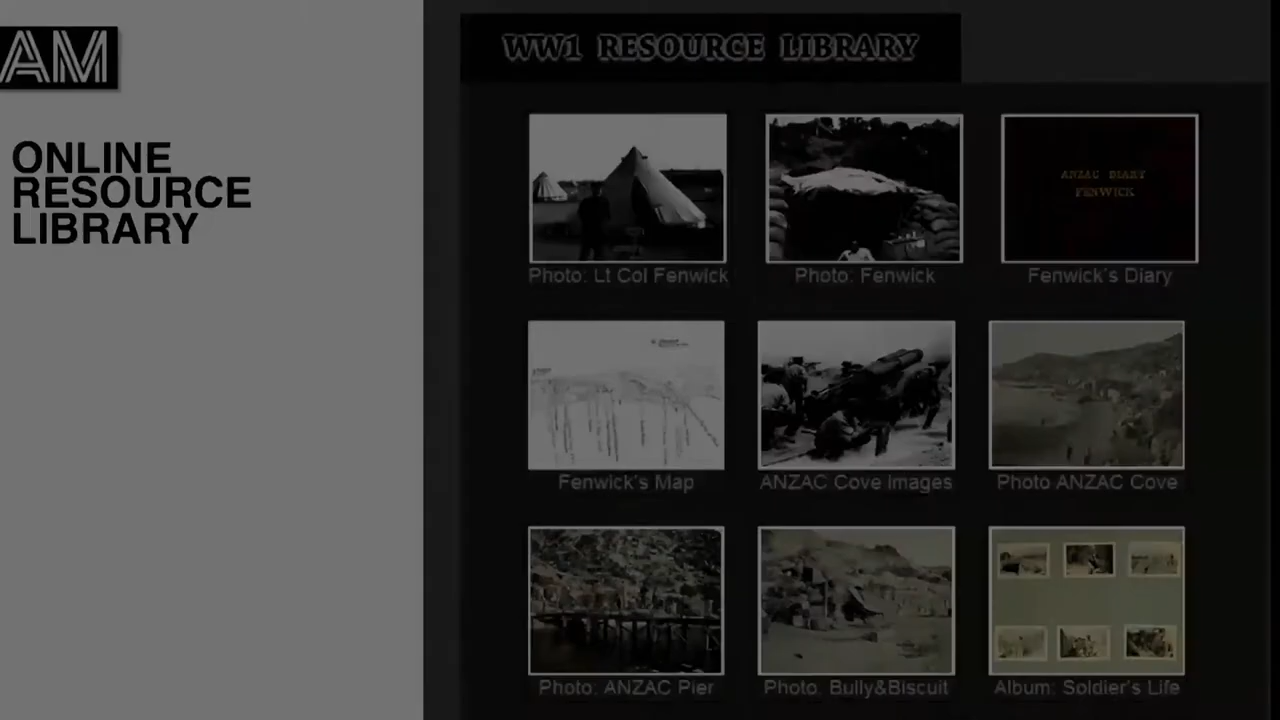 AM
ONLINE
RESOURCE
LIBRARY
WW1 RESOURCE LIBRARY
Photo: Lt Col Fenwick
Photo: Fenwick
ANZAC DIARY
FENWICK
Fenwick's Diary
Fenwick's Map
ANZAC Cove Images
Photo ANZAC Cove
Photo: ANZAC Pier
Photo: Bully&Biscuit
Album: Soldier's Life